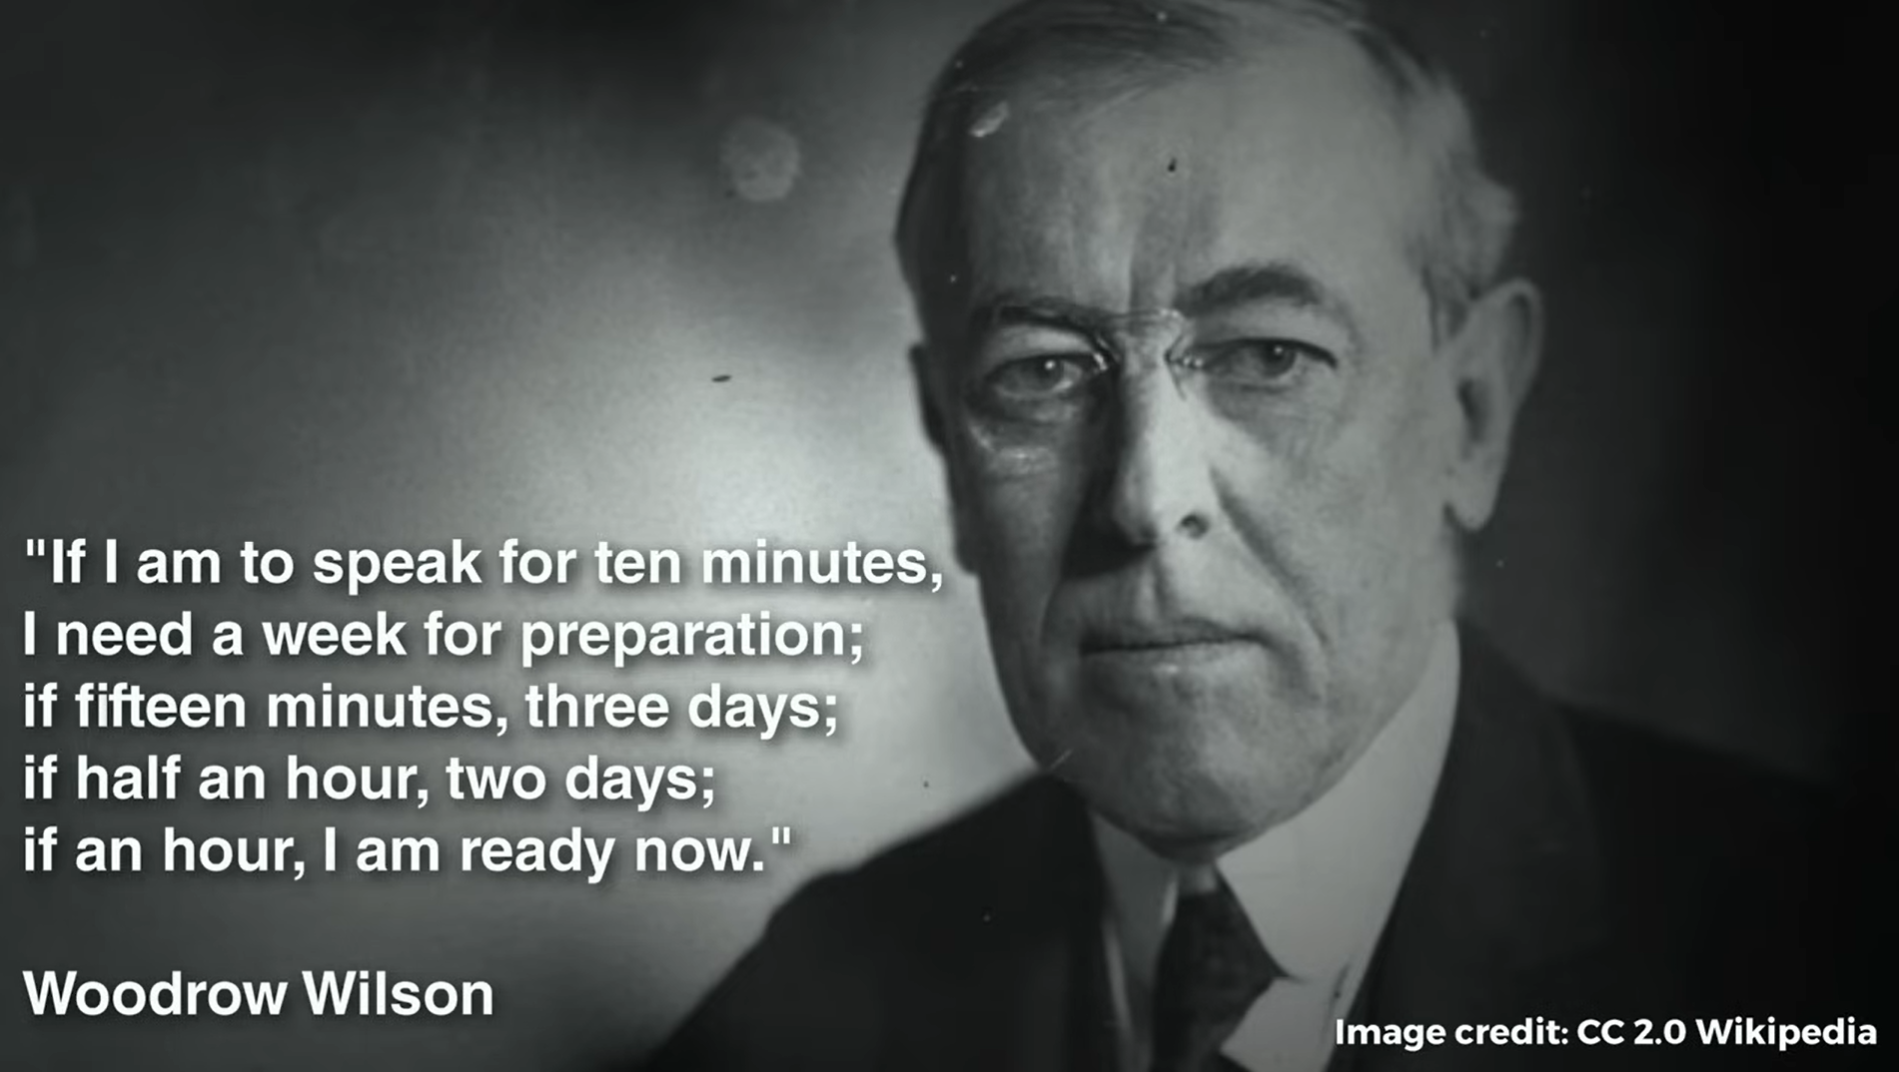 "If I am to speak for ten minutes,
I need a week for preparation;
if fifteen minutes, three days;
if half an hour, two days;
if an hour, I am ready now."
Woodrow Wilson
Image credit: CC 2.0 Wikipedia